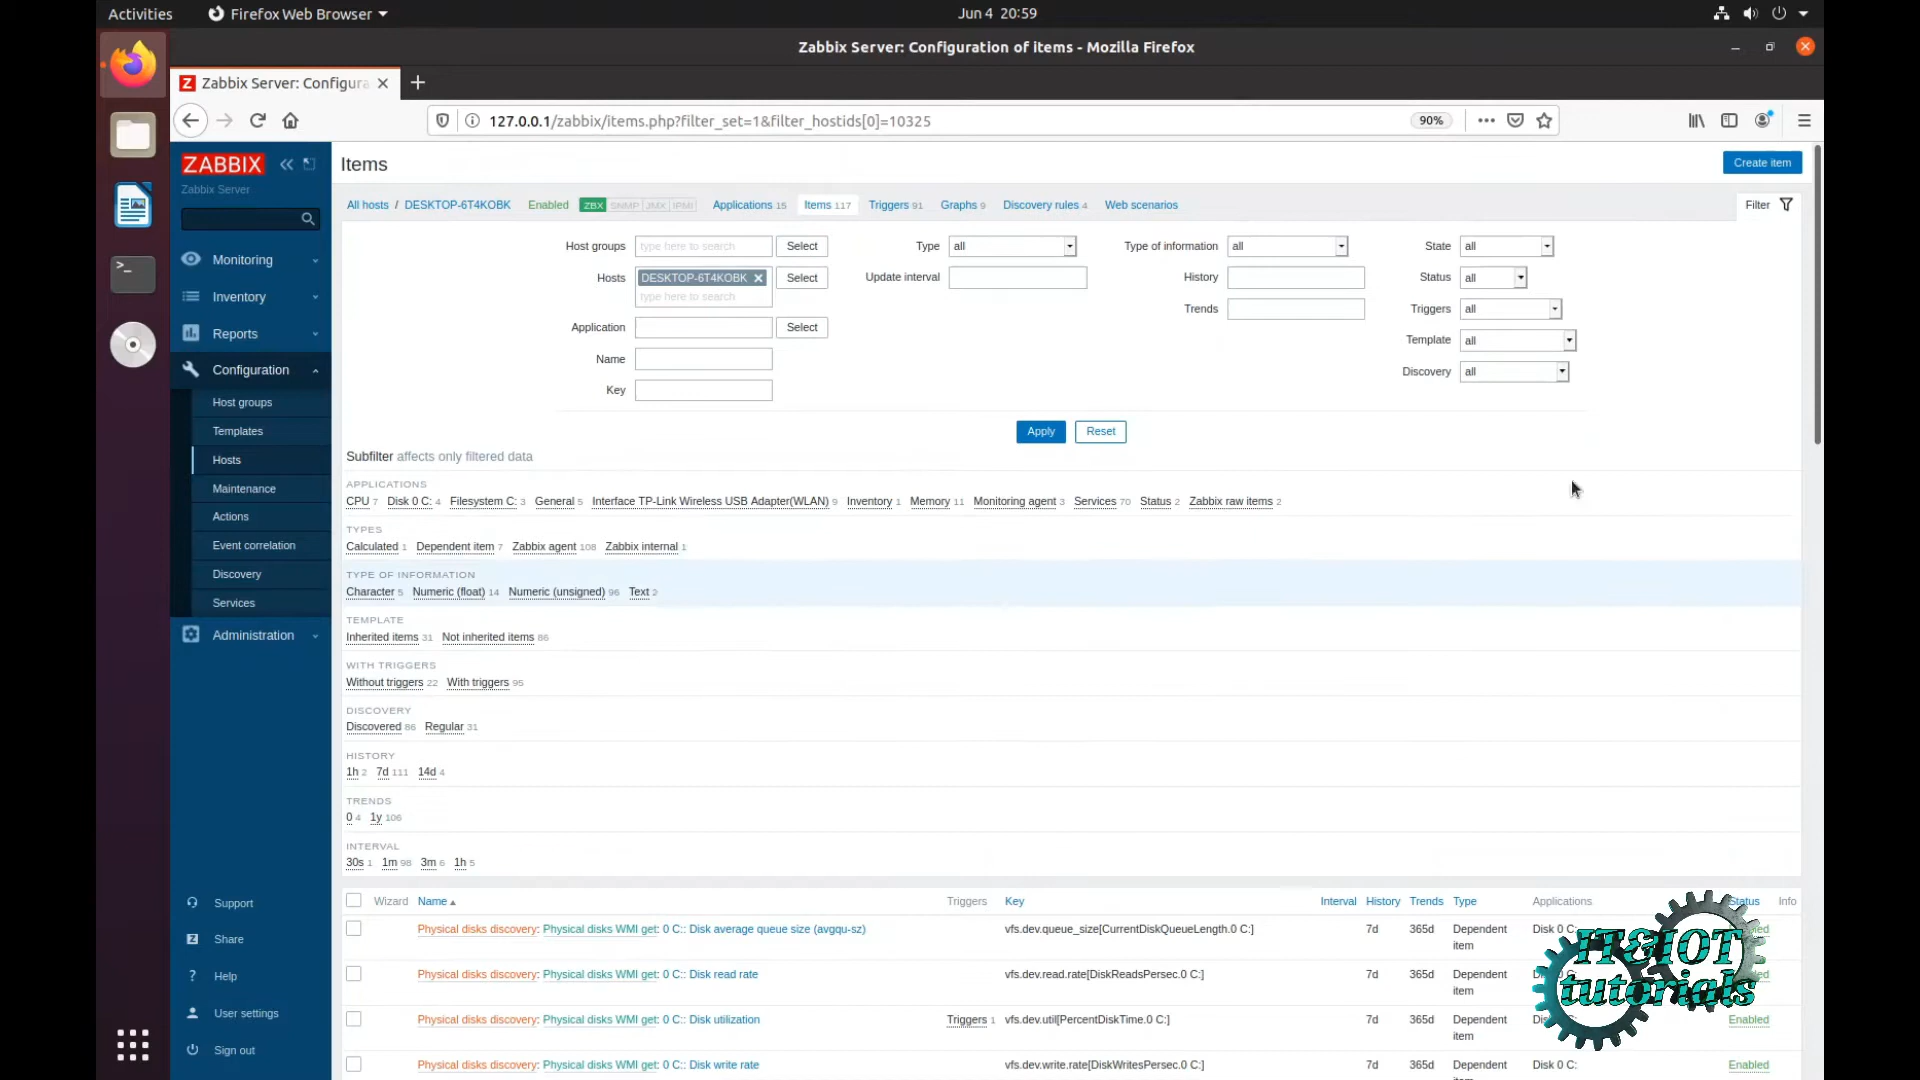 Activities Firefox Web Browser Jun 4 20:59
Zabbix Server: Configuration of items - Mozilla Firefox
Zabbix Server: Configura
127.0.0.1/zabbix/items.php?filter_set=1&filter_hostids[0]=10325 90%
ZABBIX
Zabbix Server
Monitoring
Inventory
Reports
Configuration
Host groups
Templates
Hosts
Maintenance
Actions
Event correlation
Discovery
Services
Administration
Support
Share
Help
User settings
Sign out
Items Create item
All hosts / DESKTOP-6T4KOBK Enabled ZBX SNMP JMX IPMI Applications 15 Items 117 Triggers 91 Graphs 9 Discovery rules 4 Web scenarios Filter
Host groups type here to search Select Type all Type of information all State all
Hosts DESKTOP-6T4KOBK Select Update interval History Status all
type here to search
Trends Triggers all
Application Select
Template all
Name
Discovery all
Key
Apply Reset
Subfilter affects only filtered data
APPLICATIONS
CPU 7 Disk 0 C: 4 Filesystem C: 3 General 5 Interface TP-Link Wireless USB Adapter(WLAN) 9 Inventory 1 Memory 11 Monitoring agent 3 Services 70 Status 2 Zabbix raw items 2
TYPES
Calculated 1 Dependent item 7 Zabbix agent 108 Zabbix internal 1
TYPE OF INFORMATION
Character 5 Numeric (float) 14 Numeric (unsigned) 96 Text 2
TEMPLATE
Inherited items 31 Not inherited items 86
WITH TRIGGERS
Without triggers 22 With triggers 95
DISCOVERY
Discovered 86 Regular 31
HISTORY
1h 2 7d 111 14d 4
TRENDS
0 4 1y 106
INTERVAL
30s 1 1m 98 3m 6 1h 5
Wizard Name Triggers Key Interval History Trends Type Applications Status Info
Physical disks discovery: Physical disks WMI get: 0 C:: Disk average queue size (avgqu-sz) vfs.dev.queue_size[CurrentDiskQueueLength.0 C:] 7d 365d Dependent item Disk 0 C:
Physical disks discovery: Physical disks WMI get: 0 C:: Disk read rate vfs.dev.read.rate[DiskReadsPersec.0 C:] 7d 365d Dependent item
Physical disks discovery: Physical disks WMI get: 0 C:: Disk utilization Triggers 1 vfs.dev.util[PercentDiskTime.0 C:] 7d 365d Dependent item Enabled
Physical disks discovery: Physical disks WMI get: 0 C:: Disk write rate vfs.dev.write.rate[DiskWritesPersec.0 C:] 7d 365d Dependent Disk 0 C: Enabled
IT&IOT
tutorials